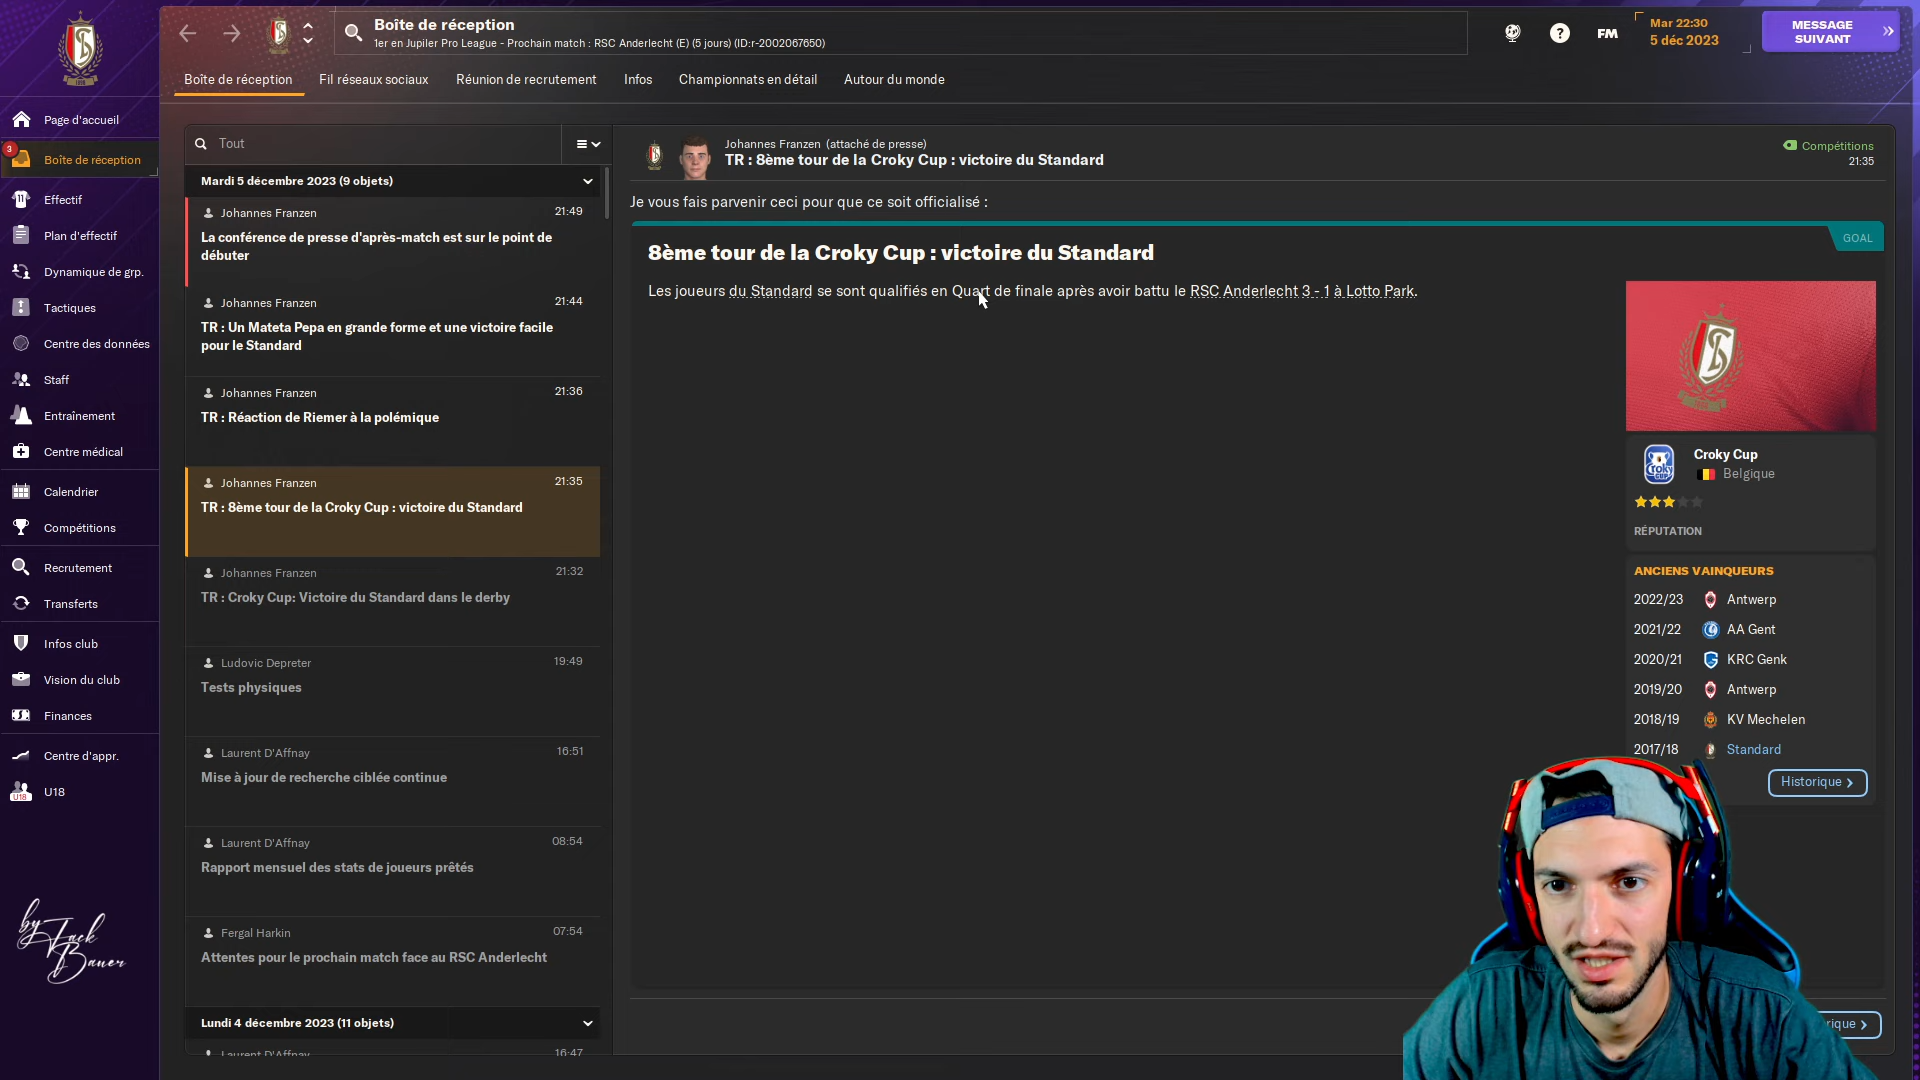 Boîte de réception
1er en Jupiler Pro League - Prochain match : RSC Anderlecht (E) (5 jours) (ID:r-2002067650)
FM
Mar 22:30
5 déc 2023
MESSAGE
SUIVANT
Boîte de réception
Fil réseaux sociaux
Réunion de recrutement
Infos
Championnats en détail
Autour du monde
Page d'accueil
3
Boîte de réception
Effectif
Plan d'effectif
Dynamique de grp.
Tactiques
Centre des données
Staff
Entraînement
Centre médical
Calendrier
Compétitions
Recrutement
Transferts
Infos club
Vision du club
Finances
Centre d'appr.
U18
U18
by Jack
Bauer
Tout
Mardi 5 décembre 2023 (9 objets)
Johannes Franzen 21:49
La conférence de presse d'après-match est sur le point de
débuter
Johannes Franzen 21:44
TR : Un Mateta Pepa en grande forme et une victoire facile
pour le Standard
Johannes Franzen 21:36
TR : Réaction de Riemer à la polémique
Johannes Franzen 21:35
TR : 8ème tour de la Croky Cup : victoire du Standard
Johannes Franzen 21:32
TR : Croky Cup: Victoire du Standard dans le derby
Ludovic Depreter 19:49
Tests physiques
Laurent D'Affnay 16:51
Mise à jour de recherche ciblée continue
Laurent D'Affnay 08:54
Rapport mensuel des stats de joueurs prêtés
Fergal Harkin 07:54
Attentes pour le prochain match face au RSC Anderlecht
Lundi 4 décembre 2023 (11 objets)
Laurent D'Affnay 16:47
Johannes Franzen (attaché de presse)
TR : 8ème tour de la Croky Cup : victoire du Standard
Compétitions
21:35
Je vous fais parvenir ceci pour que ce soit officialisé :
GOAL
8ème tour de la Croky Cup : victoire du Standard
Les joueurs du Standard se sont qualifiés en Quart de finale après avoir battu le RSC Anderlecht 3 - 1 à Lotto Park.
Croky Cup
Belgique
RÉPUTATION
ANCIENS VAINQUEURS
2022/23 Antwerp
2021/22 AA Gent
2020/21 KRC Genk
2019/20 Antwerp
2018/19 KV Mechelen
2017/18 Standard
Historique